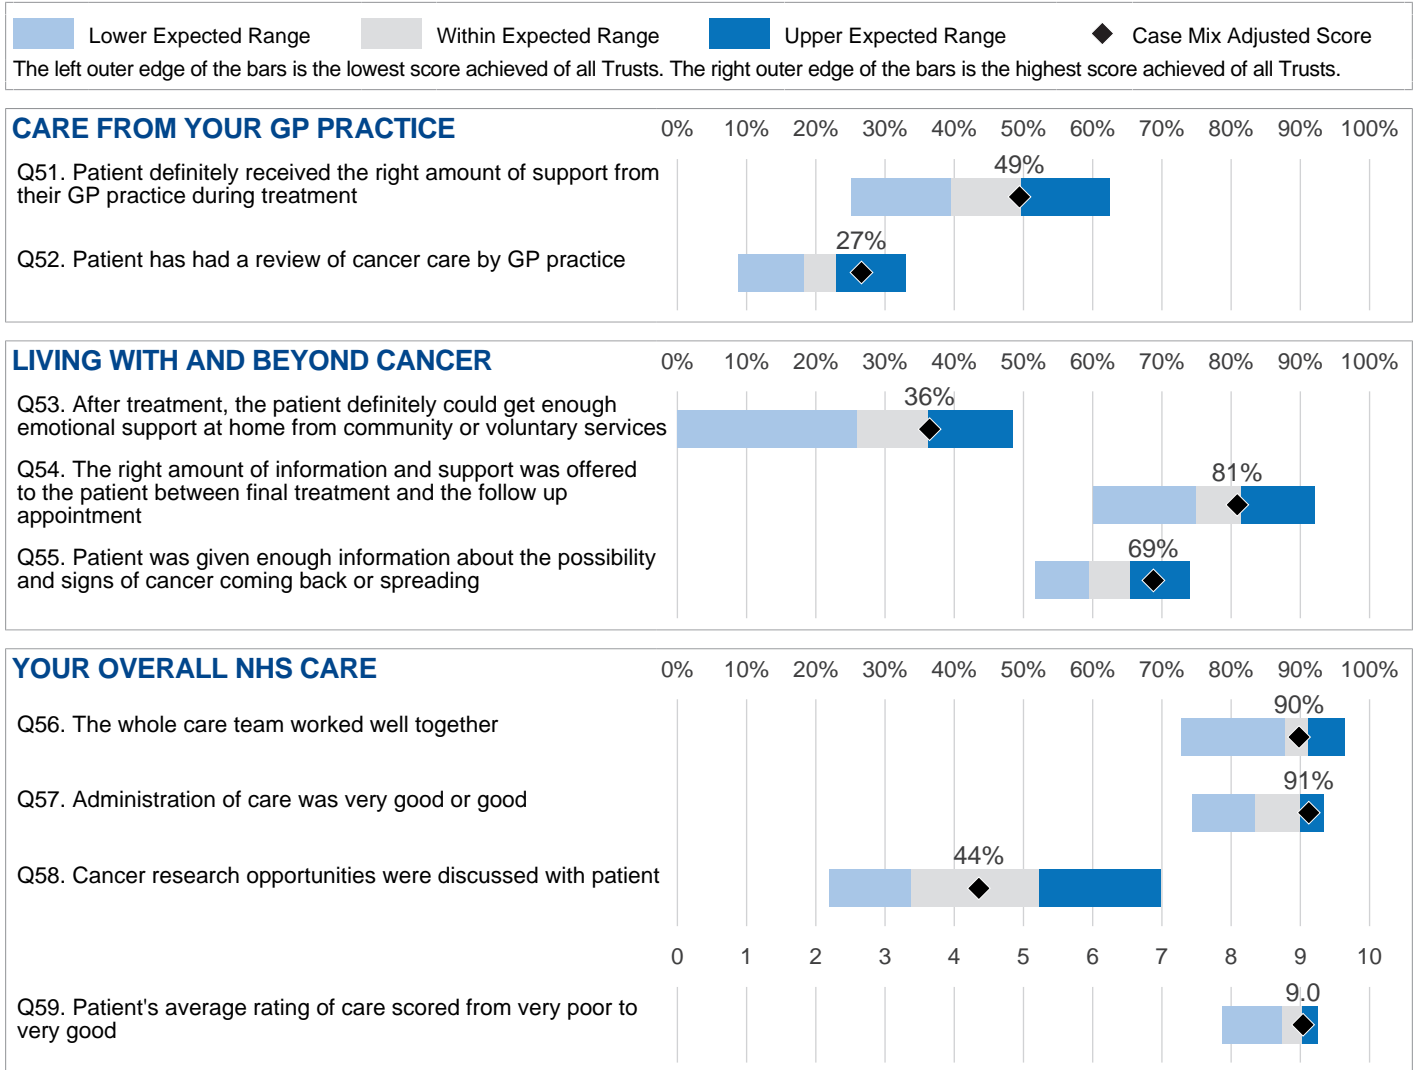 Lower Expected Range Within Expected Range Upper Expected Range Case Mix Adjusted Score
The left outer edge of the bars is the lowest score achieved of all Trusts. The right outer edge of the bars is the highest score achieved of all Trusts.
CARE FROM YOUR GP PRACTICE 0% 10% 20% 30% 40% 50% 60% 70% 80% 90% 100%
Q51. Patient definitely received the right amount of support from
their GP practice during treatment
49%
Q52. Patient has had a review of cancer care by GP practice
27%
LIVING WITH AND BEYOND CANCER 0% 10% 20% 30% 40% 50% 60% 70% 80% 90% 100%
Q53. After treatment, the patient definitely could get enough
emotional support at home from community or voluntary services
36%
Q54. The right amount of information and support was offered
to the patient between final treatment and the follow up
appointment
81%
Q55. Patient was given enough information about the possibility
and signs of cancer coming back or spreading
69%
YOUR OVERALL NHS CARE 0% 10% 20% 30% 40% 50% 60% 70% 80% 90% 100%
Q56. The whole care team worked well together
90%
Q57. Administration of care was very good or good
91%
Q58. Cancer research opportunities were discussed with patient
44%
0 1 2 3 4 5 6 7 8 9 10
Q59. Patient's average rating of care scored from very poor to
very good
9.0